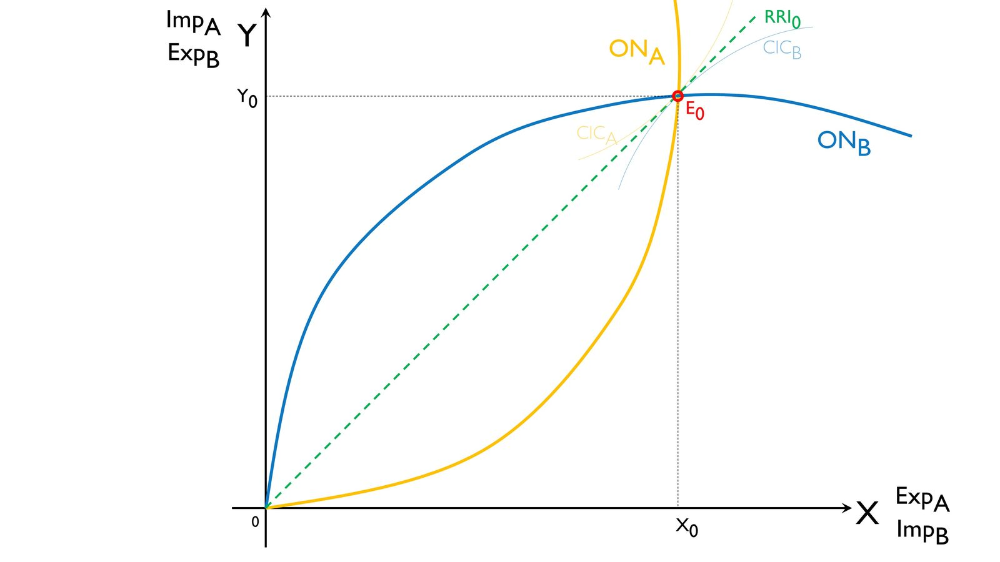 ImpA
ExpB
Y
RRI0
CICB
ONA
Y0
E0
CICA
ONB
0
X0
X
ExpA
ImpB